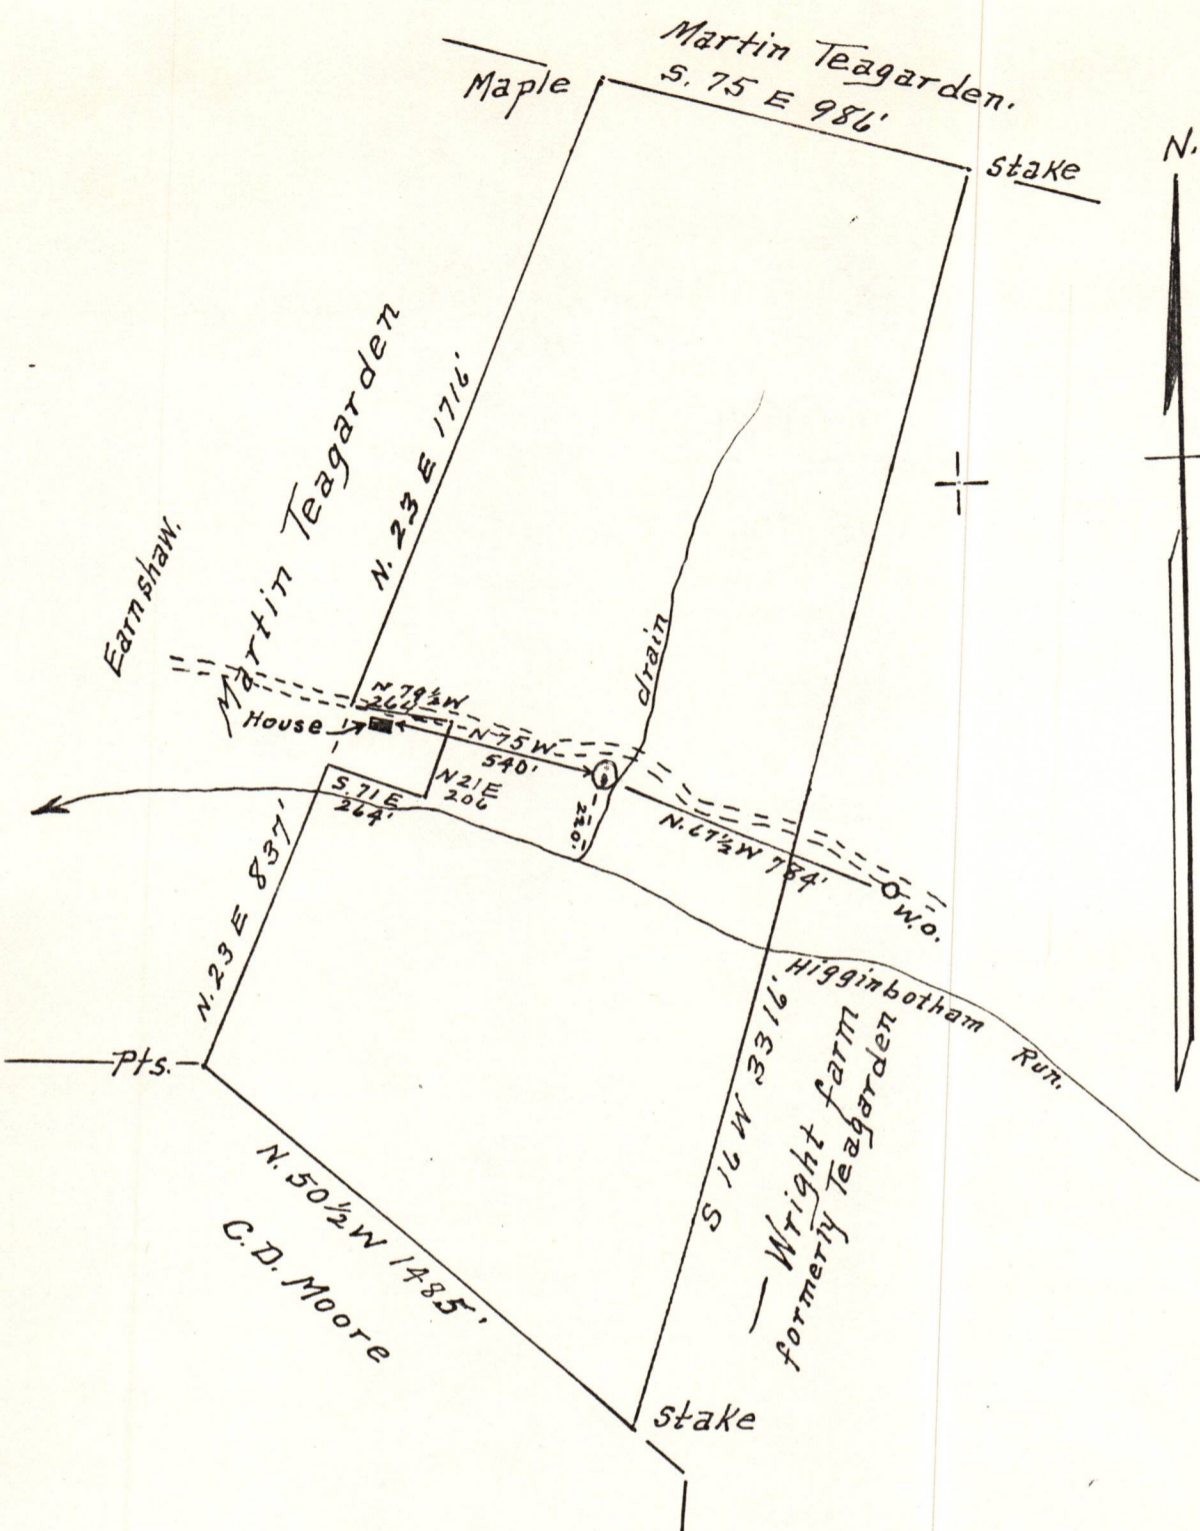 Martin Teagarden.
S. 75 E 986'
Maple
stake
N.
Martin Teagarden
N. 23 E 1716'
Earnshaw.
drain
N 79½ W
264'
House
N 75 W
540'
S. 71 E
264'
N 21 E
206
220'
N. 67½ W 784'
W.O.
N. 23 E 837'
Higginbotham Run.
Pts.
S 16 W 3316'
Wright farm
formerly Teagarden
N. 50½ W 1485'
C.D. Moore
stake